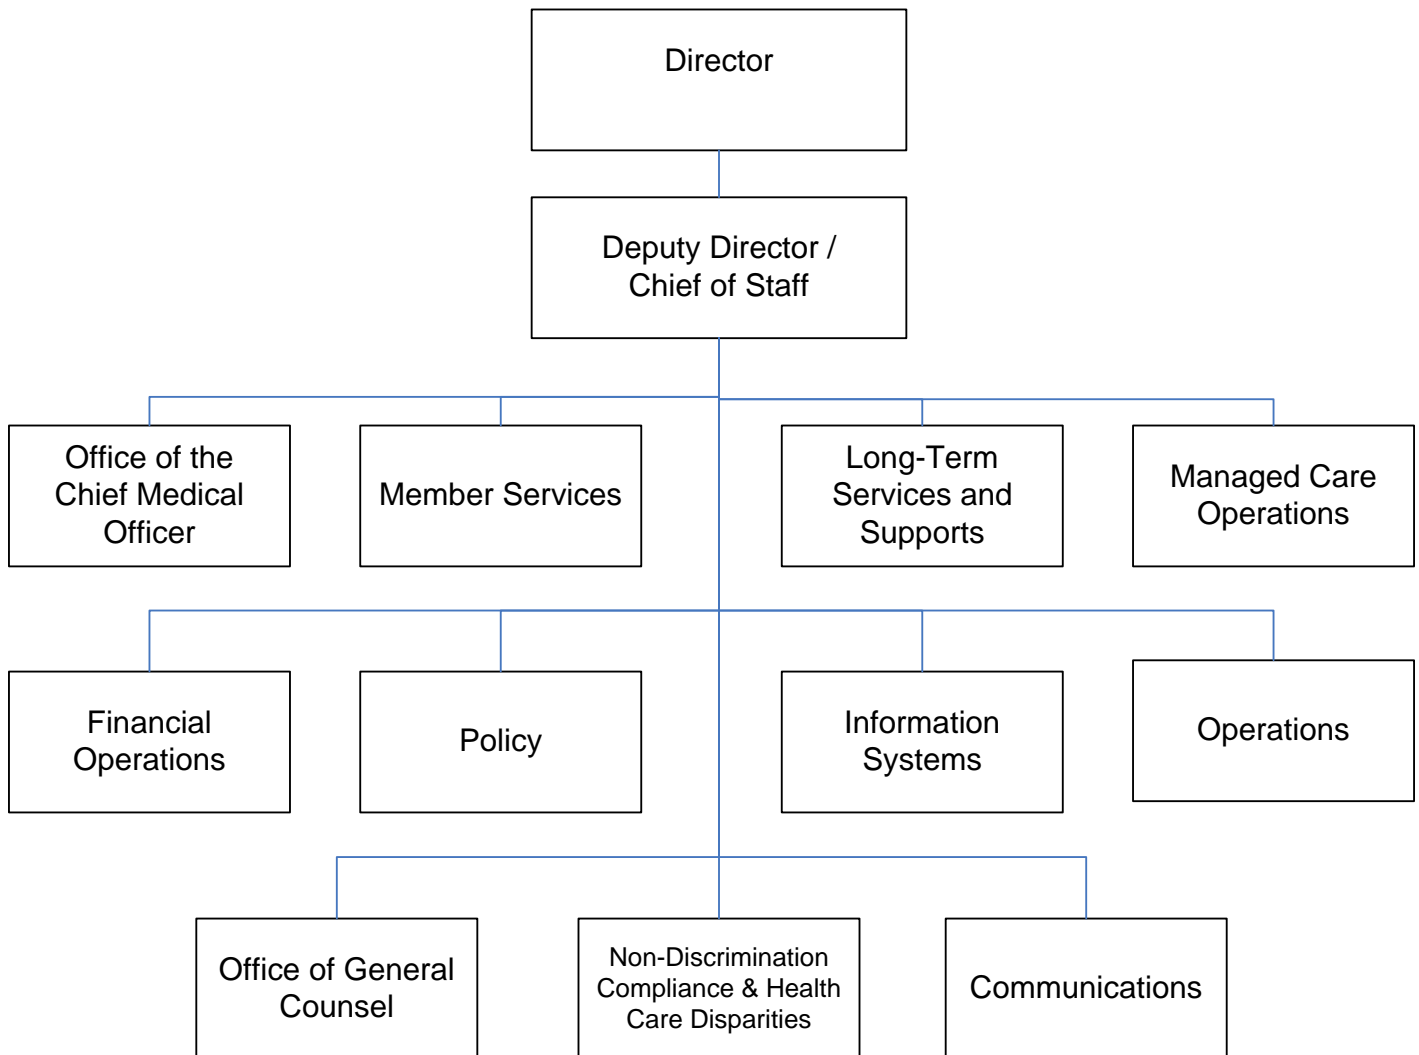 Director
Deputy Director /
Chief of Staff
Office of the
Chief Medical
Officer
Member Services
Long-Term
Services and
Supports
Managed Care
Operations
Financial
Operations
Policy
Information
Systems
Operations
Office of General
Counsel
Non-Discrimination
Compliance & Health
Care Disparities
Communications